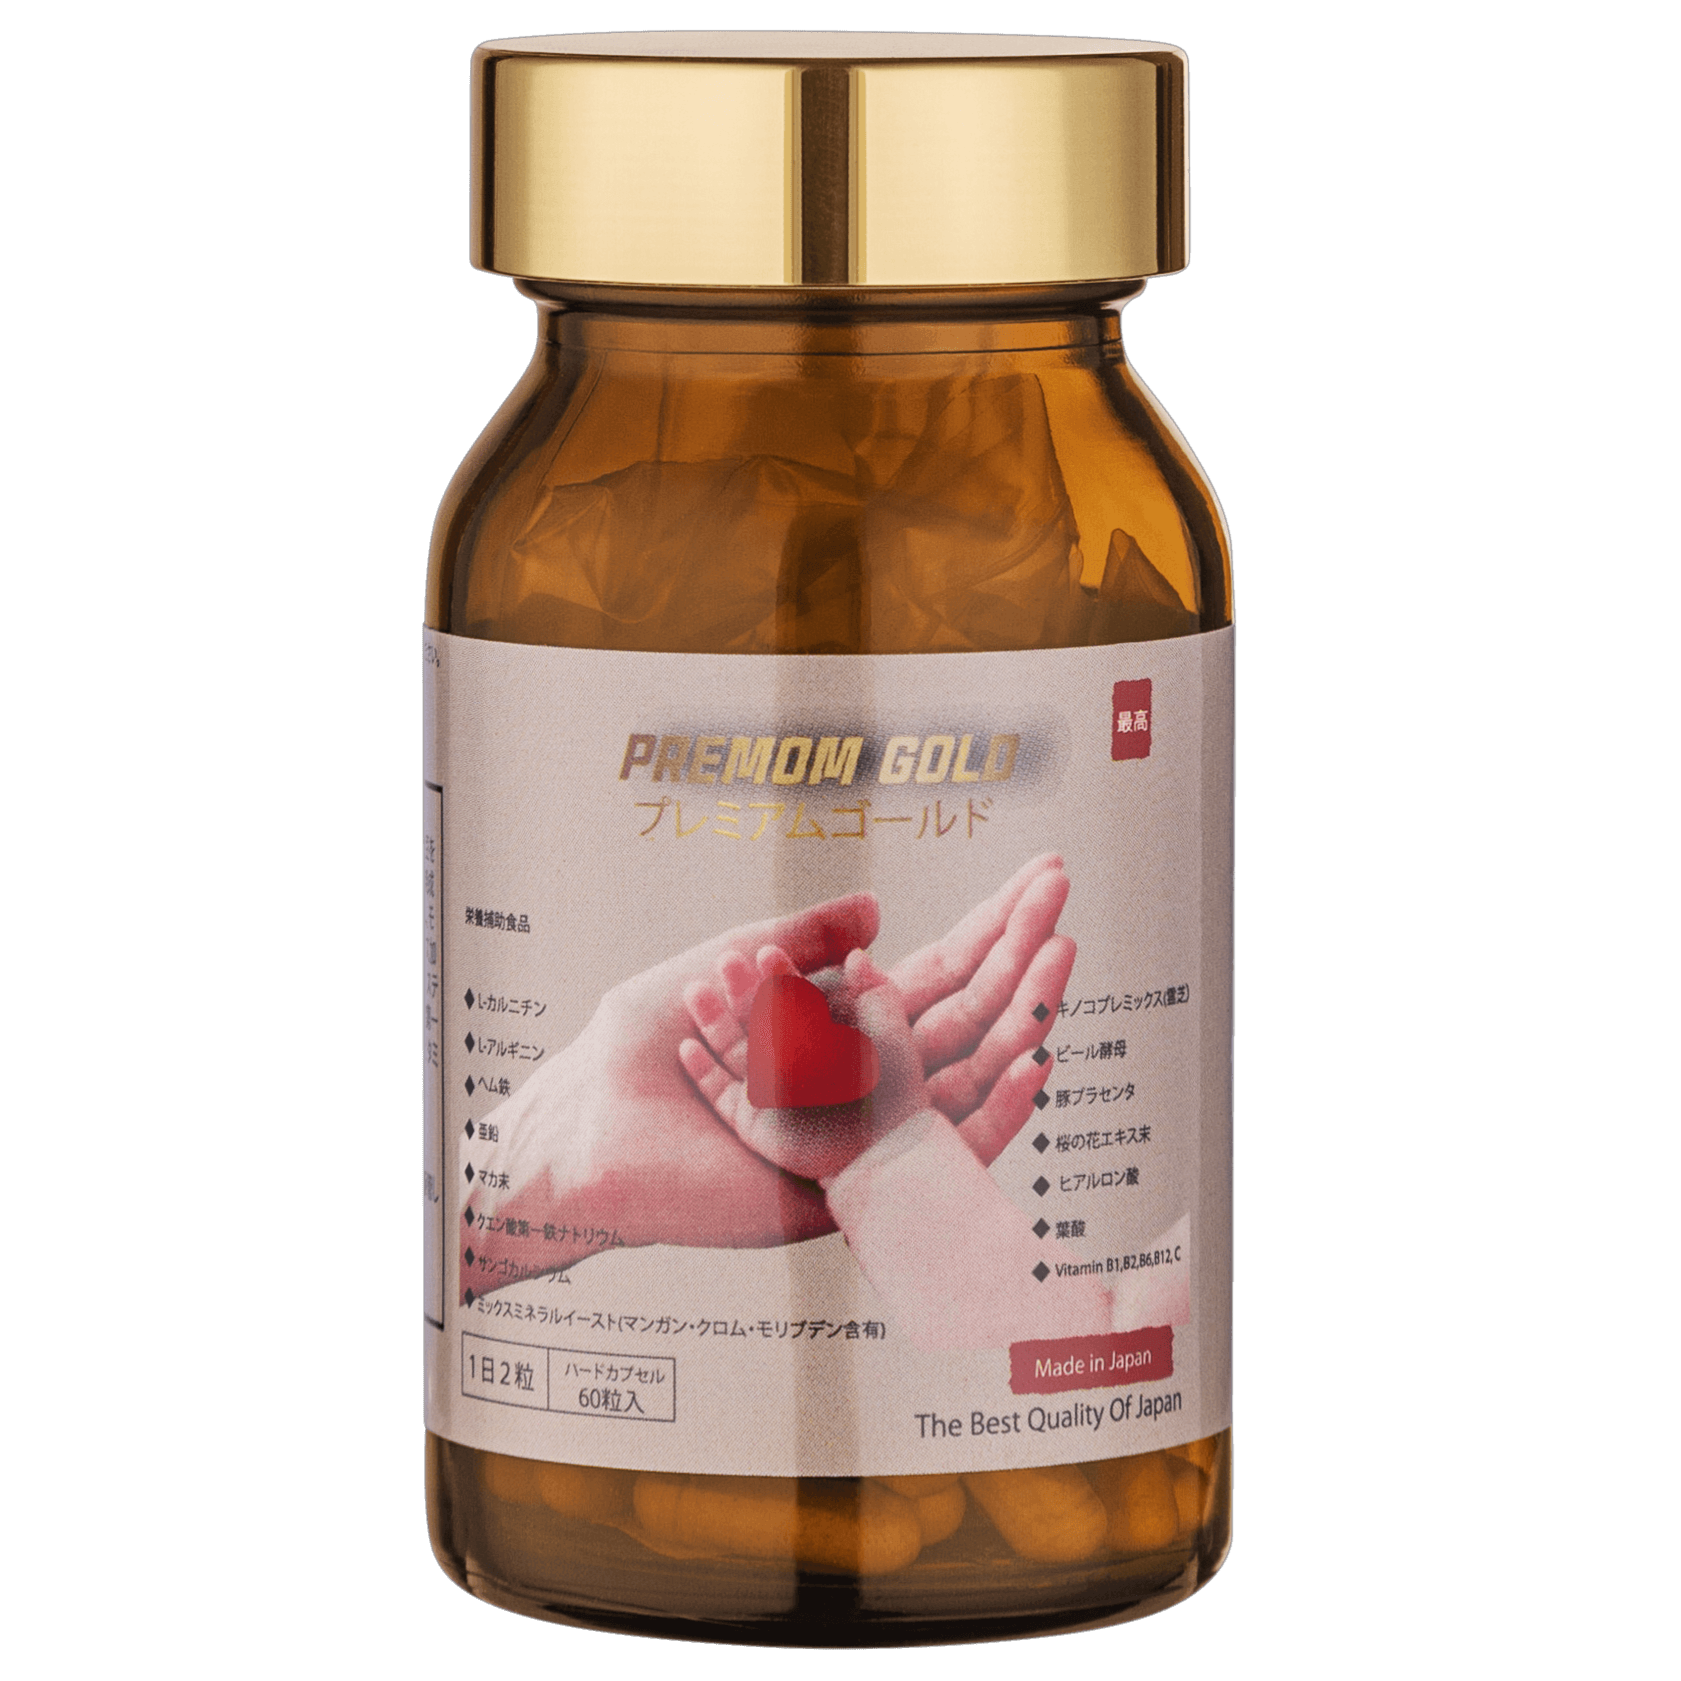 最高
PREMOM GOLD
プレミアムゴールド
栄養補助食品
L-カルニチン
L-アルギニン
ヘム鉄
亜鉛
マカ末
クエン酸第一鉄ナトリウム
サンゴカルシウム
ミックスミネラルイースト(マンガン・クロム・モリブデン含有)
キノコプレミックス(霊芝)
ビール酵母
豚プラセンタ
桜の花エキス末
ヒアルロン酸
葉酸
Vitamin B1,B2,B6,B12, C
1日2粒
ハードカプセル
60粒入
Made in Japan
The Best Quality Of Japan